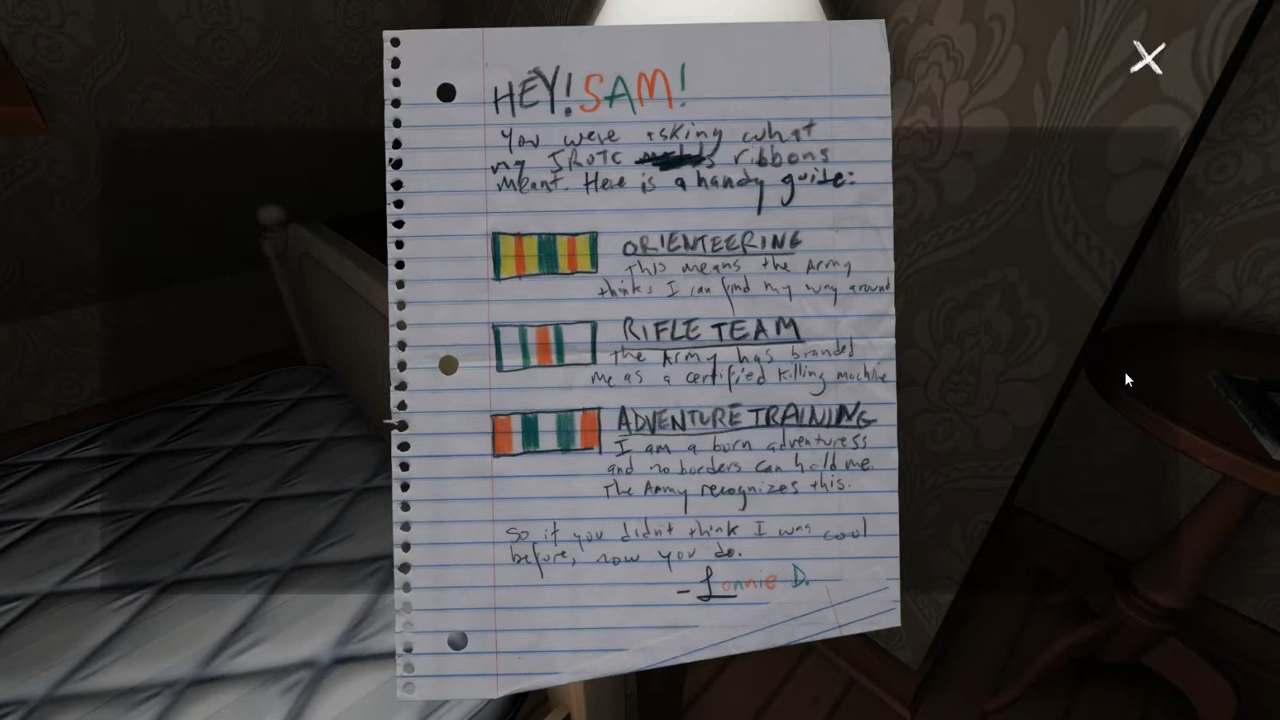 HEY! SAM!
You were asking what
my JROTC ribbons
meant. Here is a handy guide:
ORIENTEERING
This means the Army
thinks I can find my way around
RIFLE TEAM
The Army has branded
me as a certified killing machine
ADVENTURE TRAINING
I am a born adventuress
and no borders can hold me.
The Army recognizes this.
So if you didn't think I was cool
before, now you do.
- Lonnie D.